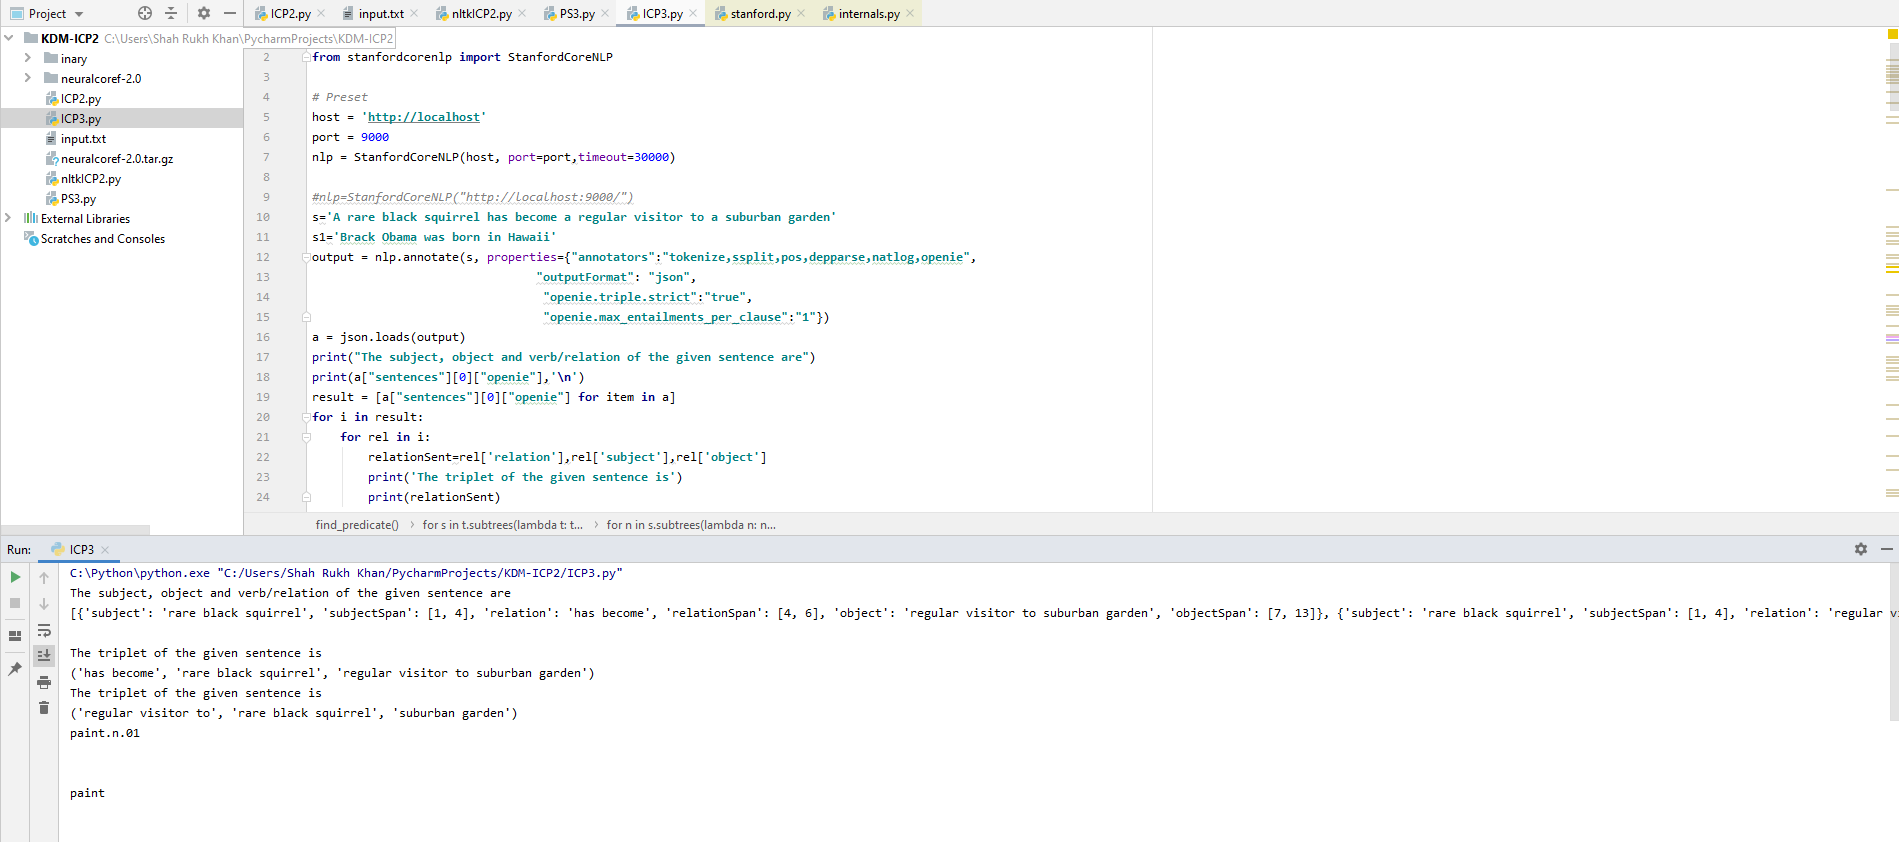 Project
ICP2.py
input.txt
nltkICP2.py
PS3.py
ICP3.py
stanford.py
internals.py
KDM-ICP2 C:\Users\Shah Rukh Khan\PycharmProjects\KDM-ICP2
inary
neuralcoref-2.0
ICP2.py
ICP3.py
input.txt
neuralcoref-2.0.tar.gz
nltkICP2.py
PS3.py
External Libraries
Scratches and Consoles
2 from stanfordcorenlp import StanfordCoreNLP
3
4 # Preset
5 host = 'http://localhost'
6 port = 9000
7 nlp = StanfordCoreNLP(host, port=port,timeout=30000)
8
9 #nlp=StanfordCoreNLP("http://localhost:9000/")
10 s='A rare black squirrel has become a regular visitor to a suburban garden'
11 s1='Brack Obama was born in Hawaii'
12 output = nlp.annotate(s, properties={"annotators":"tokenize,ssplit,pos,depparse,natlog,openie",
13 "outputFormat": "json",
14 "openie.triple.strict":"true",
15 "openie.max_entailments_per_clause":"1"})
16 a = json.loads(output)
17 print("The subject, object and verb/relation of the given sentence are")
18 print(a["sentences"][0]["openie"],'\n')
19 result = [a["sentences"][0]["openie"] for item in a]
20 for i in result:
21 for rel in i:
22 relationSent=rel['relation'],rel['subject'],rel['object']
23 print('The triplet of the given sentence is')
24 print(relationSent)
find_predicate() > for s in t.subtrees(lambda t: t... > for n in s.subtrees(lambda n: n...
Run: ICP3
C:\Python\python.exe "C:/Users/Shah Rukh Khan/PycharmProjects/KDM-ICP2/ICP3.py"
The subject, object and verb/relation of the given sentence are
[{'subject': 'rare black squirrel', 'subjectSpan': [1, 4], 'relation': 'has become', 'relationSpan': [4, 6], 'object': 'regular visitor to suburban garden', 'objectSpan': [7, 13]}, {'subject': 'rare black squirrel', 'subjectSpan': [1, 4], 'relation': 'regular vi
The triplet of the given sentence is
('has become', 'rare black squirrel', 'regular visitor to suburban garden')
The triplet of the given sentence is
('regular visitor to', 'rare black squirrel', 'suburban garden')
paint.n.01
paint